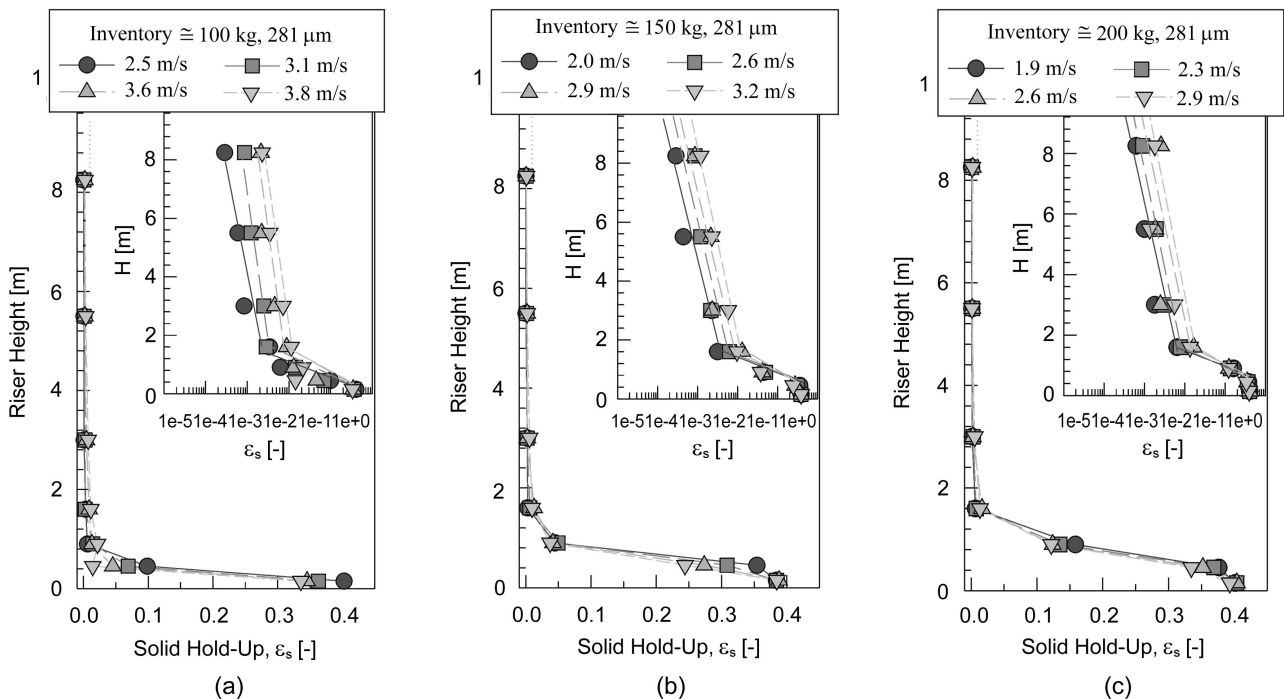 Inventory ≅ 100 kg, 281 μm
2.5 m/s 3.1 m/s
3.6 m/s 3.8 m/s
1
8
6
4
2
0
Riser Height [m]
8
6
4
2
0
H [m]
1e-51e-41e-31e-21e-11e+0
εs [-]
0.0 0.1 0.2 0.3 0.4
Solid Hold-Up, εs [-]
(a)
Inventory ≅ 150 kg, 281 μm
2.0 m/s 2.6 m/s
2.9 m/s 3.2 m/s
1
8
6
4
2
0
Riser Height [m]
8
6
4
2
0
H [m]
1e-51e-41e-31e-21e-11e+0
εs [-]
0.0 0.1 0.2 0.3 0.4
Solid Hold-Up, εs [-]
(b)
Inventory ≅ 200 kg, 281 μm
1.9 m/s 2.3 m/s
2.6 m/s 2.9 m/s
1
8
6
4
2
0
Riser Height [m]
8
6
4
2
0
H [m]
1e-51e-41e-31e-21e-11e+0
εs [-]
0.0 0.1 0.2 0.3 0.4
Solid Hold-Up, εs [-]
(c)